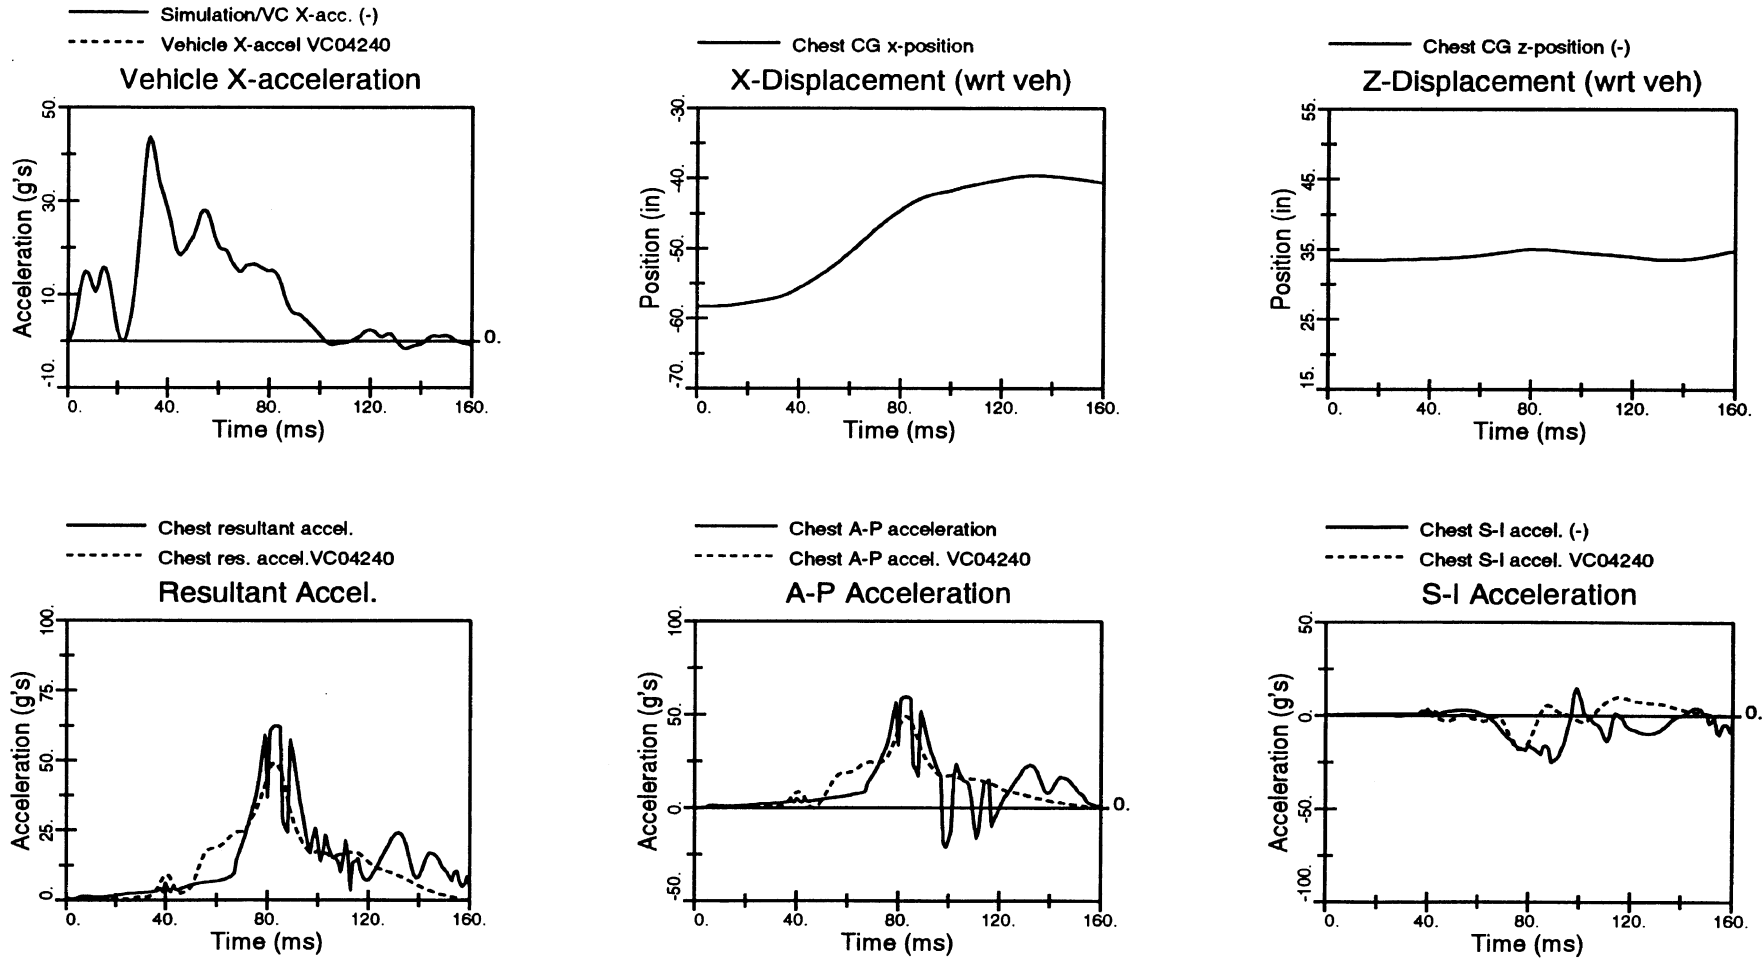 Simulation/VC X-acc. (-)
Vehicle X-accel VC04240
Vehicle X-acceleration
50.
30.
10.
-10.
Acceleration (g's)
0.
0. 40. 80. 120. 160.
Time (ms)
Chest CG x-position
X-Displacement (wrt veh)
-30.
-40.
-50.
-60.
-70.
Position (in)
0. 40. 80. 120. 160.
Time (ms)
Chest CG z-position (-)
Z-Displacement (wrt veh)
55.
45.
35.
25.
15.
Position (in)
0. 40. 80. 120. 160.
Time (ms)
Chest resultant accel.
Chest res. accel.VC04240
Resultant Accel.
100.
75.
50.
25.
0.
Acceleration (g's)
0. 40. 80. 120. 160.
Time (ms)
Chest A-P acceleration
Chest A-P accel. VC04240
A-P Acceleration
100.
50.
0.
-50.
Acceleration (g's)
0.
0. 40. 80. 120. 160.
Time (ms)
Chest S-I accel. (-)
Chest S-I accel. VC04240
S-I Acceleration
50.
0.
-50.
-100.
Acceleration (g's)
0.
0. 40. 80. 120. 160.
Time (ms)